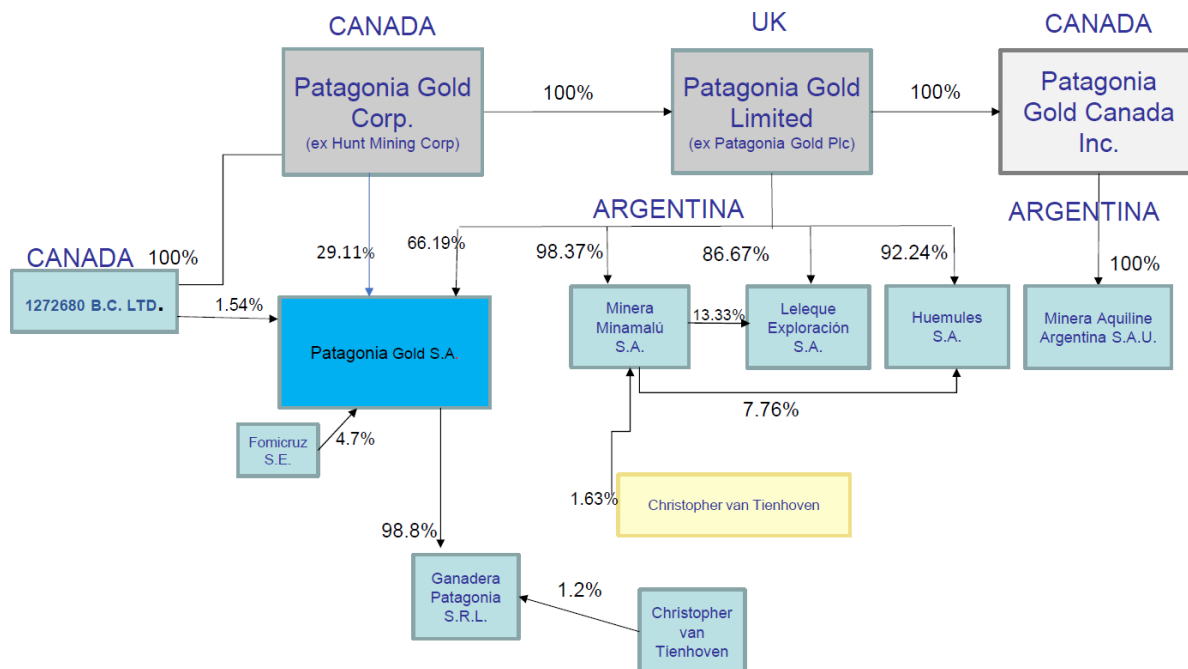 CANADA
UK
CANADA
Patagonia Gold
Corp.
(ex Hunt Mining Corp)
100%
Patagonia Gold
Limited
(ex Patagonia Gold Plc)
100%
Patagonia
Gold Canada
Inc.
ARGENTINA
ARGENTINA
CANADA
100%
29.11%
66.19%
98.37%
86.67%
92.24%
100%
1272680 B.C. LTD.
1.54%
Patagonia Gold S.A.
Minera
Minamalú
S.A.
13.33%
Leleque
Exploración
S.A.
Huemules
S.A.
Minera Aquiline
Argentina S.A.U.
7.76%
Fomicruz
S.E.
4.7%
1.63%
Christopher van Tienhoven
98.8%
Ganadera
Patagonia
S.R.L.
1.2%
Christopher
van
Tienhoven